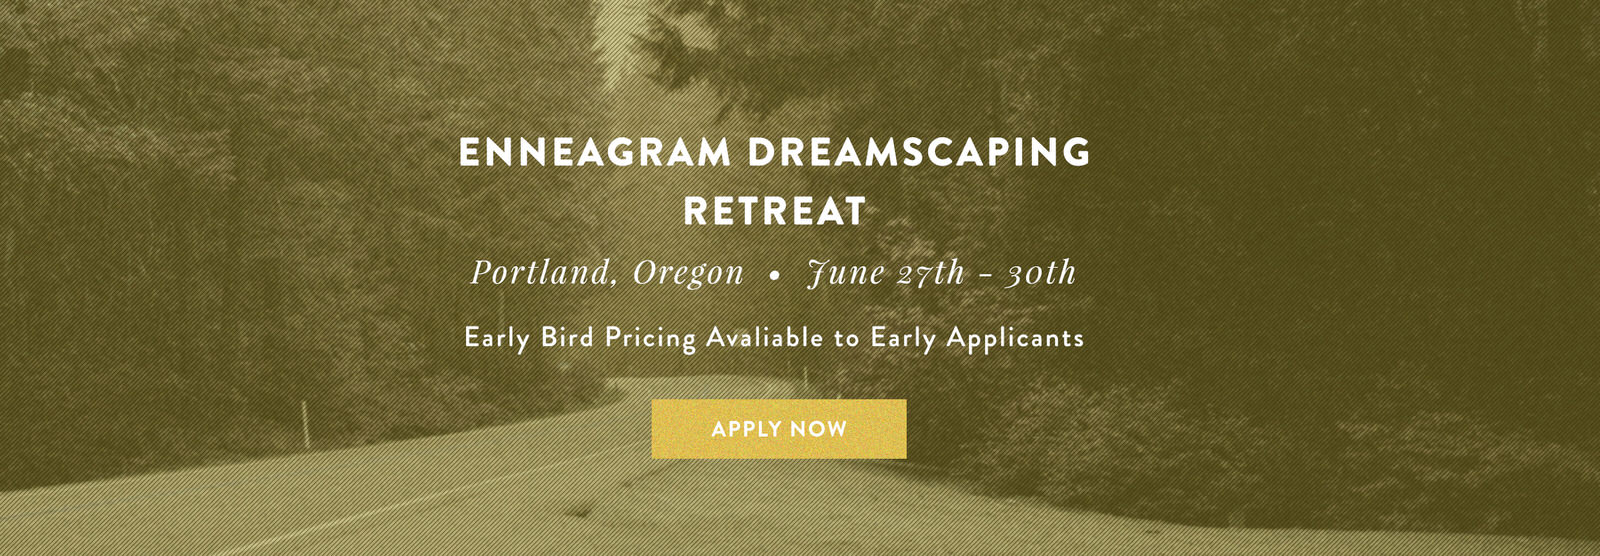 ENNEAGRAM DREAMSCAPING
RETREAT
Portland, Oregon • June 27th - 30th
Early Bird Pricing Avaliable to Early Applicants
APPLY NOW